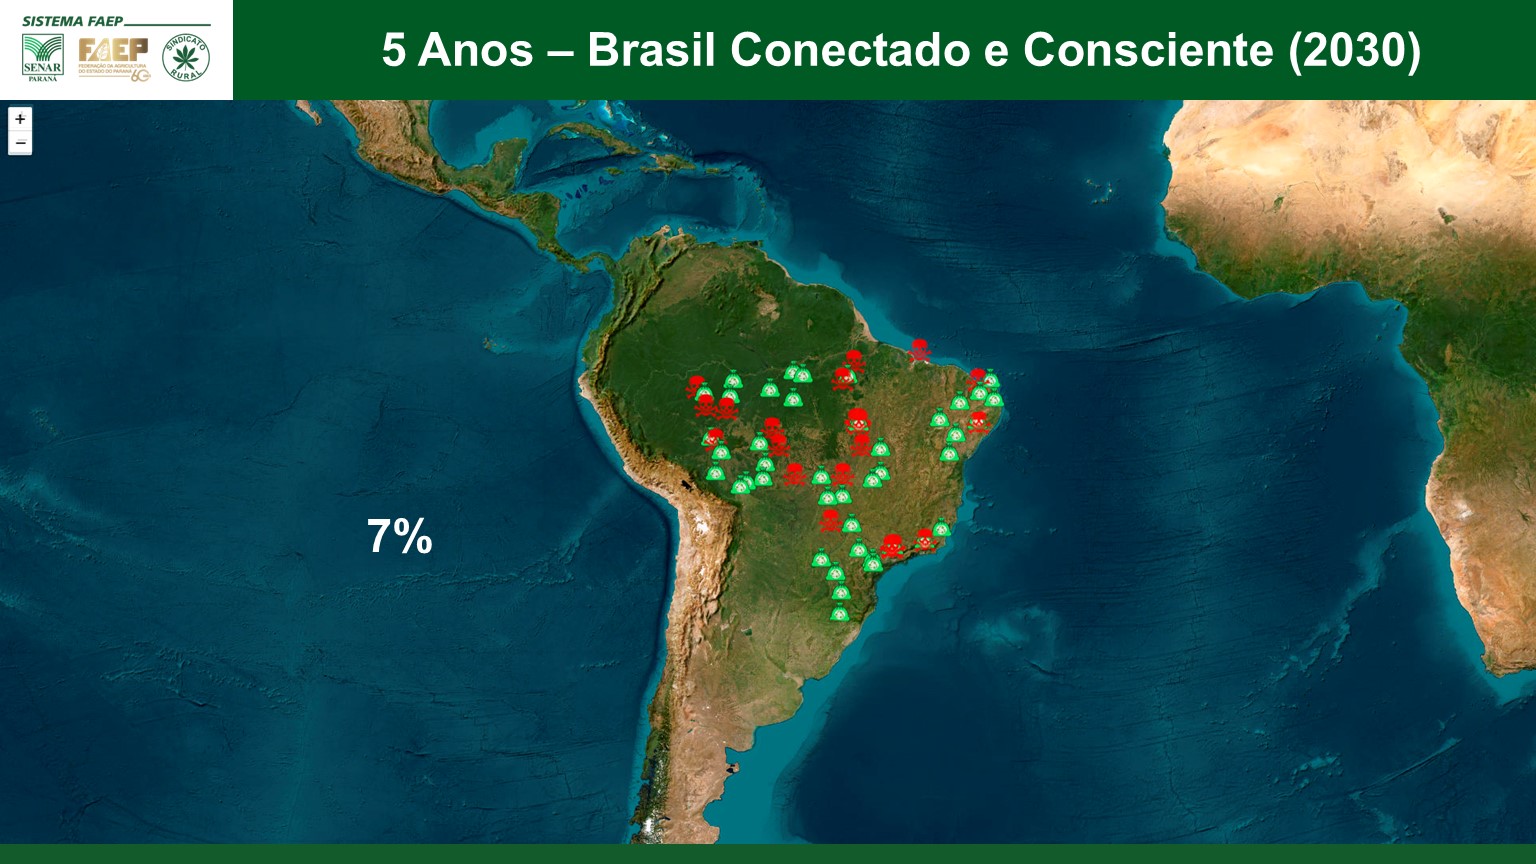 SISTEMA FAEP
5 Anos – Brasil Conectado e Consciente (2030)
SENAR
PARANÁ
FAEP
FEDERAÇÃO DA AGRICULTURA
DO ESTADO DO PARANÁ
60
SINDICATO
RURAL
+
−
7%